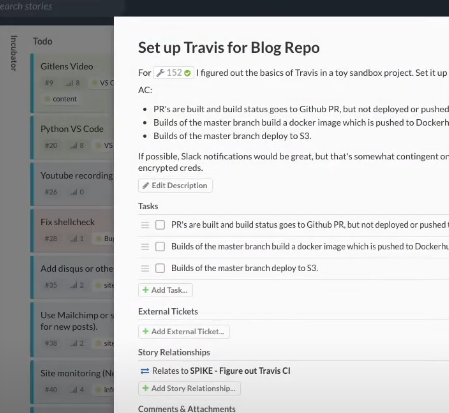 earch stories
Incubator
Todo
Gitlens Video
#9 8 VS C
content
Python VS Code
#20 8 VS
Youtube recording
#26 0
Fix shellcheck
#28 1 Bu
Add disqus or othe
#35 2 site
Use Mailchimp or s
for new posts).
#38 2 site
Site monitoring (Ne
#40 4 inf
Set up Travis for Blog Repo
For 152 I figured out the basics of Travis in a toy sandbox project. Set it up
AC:
• PR's are built and build status goes to Github PR, but not deployed or pushed
• Builds of the master branch build a docker image which is pushed to Dockerh
• Builds of the master branch deploy to S3.
If possible, Slack notifications would be great, but that's somewhat contingent on
encrypted creds.
Edit Description
Tasks
PR's are built and build status goes to Github PR, but not deployed or pushed t
Builds of the master branch build a docker image which is pushed to Dockerhu
Builds of the master branch deploy to S3.
+ Add Task...
External Tickets
+ Add External Ticket...
Story Relationships
Relates to SPIKE - Figure out Travis CI
+ Add Story Relationship...
Comments & Attachments